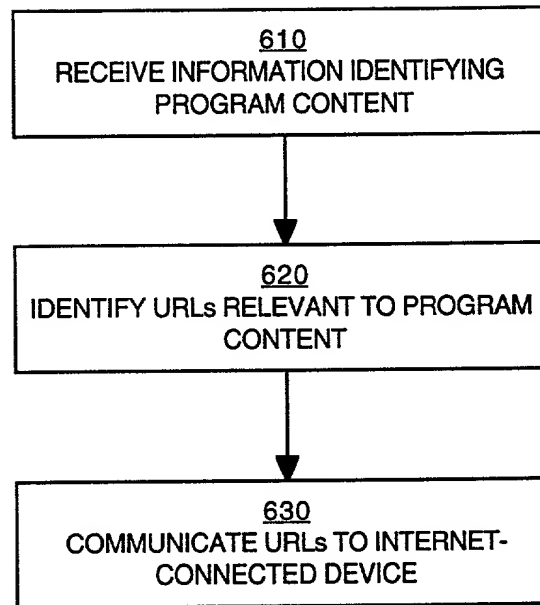 610
RECEIVE INFORMATION IDENTIFYING
PROGRAM CONTENT
620
IDENTIFY URLs RELEVANT TO PROGRAM
CONTENT
630
COMMUNICATE URLs TO INTERNET-
CONNECTED DEVICE